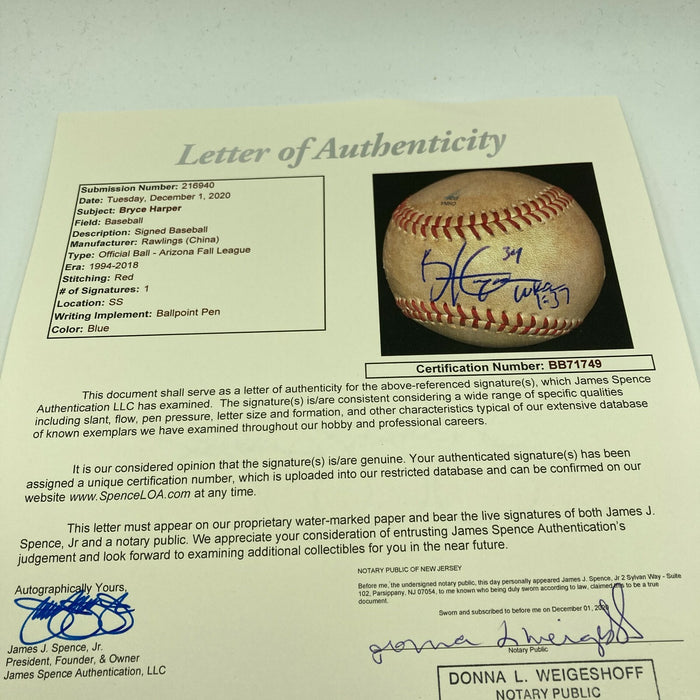 Letter of Authenticity
Submission Number: 216940
Date: Tuesday, December 1, 2020
Subject: Bryce Harper
Field: Baseball
Description: Signed Baseball
Manufacturer: Rawlings (China)
Type: Official Ball - Arizona Fall League
Era: 1994-2018
Stitching: Red
# of Signatures: 1
Location: SS
Writing Implement: Ballpoint Pen
Color: Blue
34
Certification Number: BB71749
This document shall serve as a letter of authenticity for the above-referenced signature(s), which James Spence
Authentication LLC has examined. The signature(s) is/are consistent considering a wide range of specific qualities
including slant, flow, pen pressure, letter size and formation, and other characteristics typical of our extensive database
of known exemplars we have examined throughout our hobby and professional careers.
It is our considered opinion that the signature(s) is/are genuine. Your authenticated signature(s) has been
assigned a unique certification number, which is uploaded into our restricted database and can be confirmed on our
website www.SpenceLOA.com at any time.
This letter must appear on our proprietary water-marked paper and bear the live signatures of both James J.
Spence, Jr and a notary public. We appreciate your consideration of entrusting James Spence Authentication's
judgement and look forward to examining additional collectibles for you in the near future.
Autographically Yours,
James J. Spence, Jr.
President, Founder, & Owner
James Spence Authentication, LLC
NOTARY PUBLIC OF NEW JERSEY
Before me, the undersigned notary public, this day personally appeared James J. Spence, Jr 2 Sylvan Way - Suite
102, Parsippany, NJ 07054, to me known who being duly sworn according to law, claimed this to be a true
document.
Sworn and subscribed to before me on December 01, 2020
Notary Public
DONNA L. WEIGESHOFF
NOTARY PUBLIC